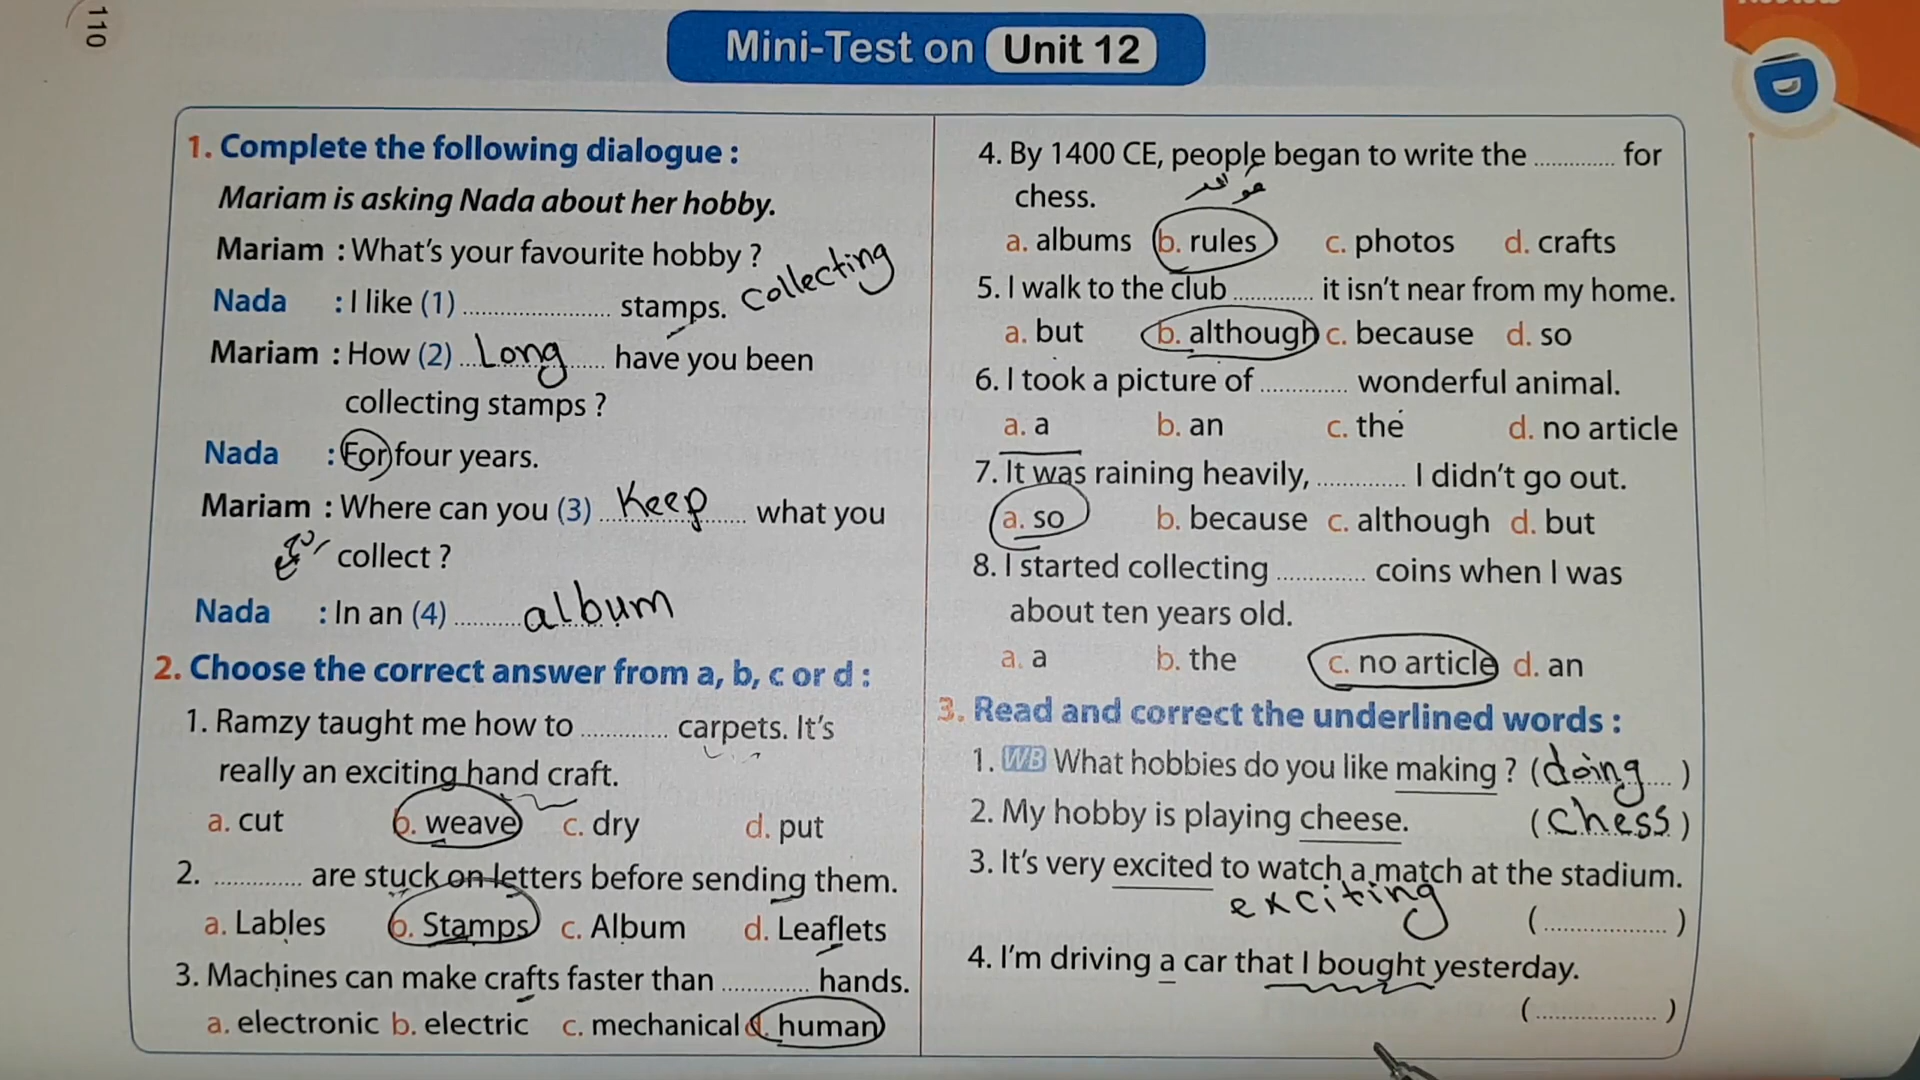 110
Mini-Test on Unit 12
1. Complete the following dialogue :
Mariam is asking Nada about her hobby.
Mariam : What's your favourite hobby ?
Nada : I like (1) ............ stamps. Collecting
Mariam : How (2) Long have you been
collecting stamps ?
Nada : For four years.
Mariam : Where can you (3) Keep what you
collect ?
Nada : In an (4) album
2. Choose the correct answer from a, b, c or d :
1. Ramzy taught me how to ............ carpets. It's
really an exciting hand craft.
a. cut b. weave c. dry d. put
2. ............ are stuck on letters before sending them.
a. Lables b. Stamps c. Album d. Leaflets
3. Machines can make crafts faster than ............ hands.
a. electronic b. electric c. mechanical d. human
4. By 1400 CE, people began to write the ............ for
chess.
a. albums b. rules c. photos d. crafts
5. I walk to the club ............ it isn't near from my home.
a. but b. although c. because d. so
6. I took a picture of ............ wonderful animal.
a. a b. an c. the d. no article
7. It was raining heavily, ............ I didn't go out.
a. so b. because c. although d. but
8. I started collecting ............ coins when I was
about ten years old.
a. a b. the c. no article d. an
3. Read and correct the underlined words :
1. WB What hobbies do you like making ? (doing)
2. My hobby is playing cheese. (chess)
3. It's very excited to watch a match at the stadium.
exciting (............)
4. I'm driving a car that I bought yesterday.
(............)